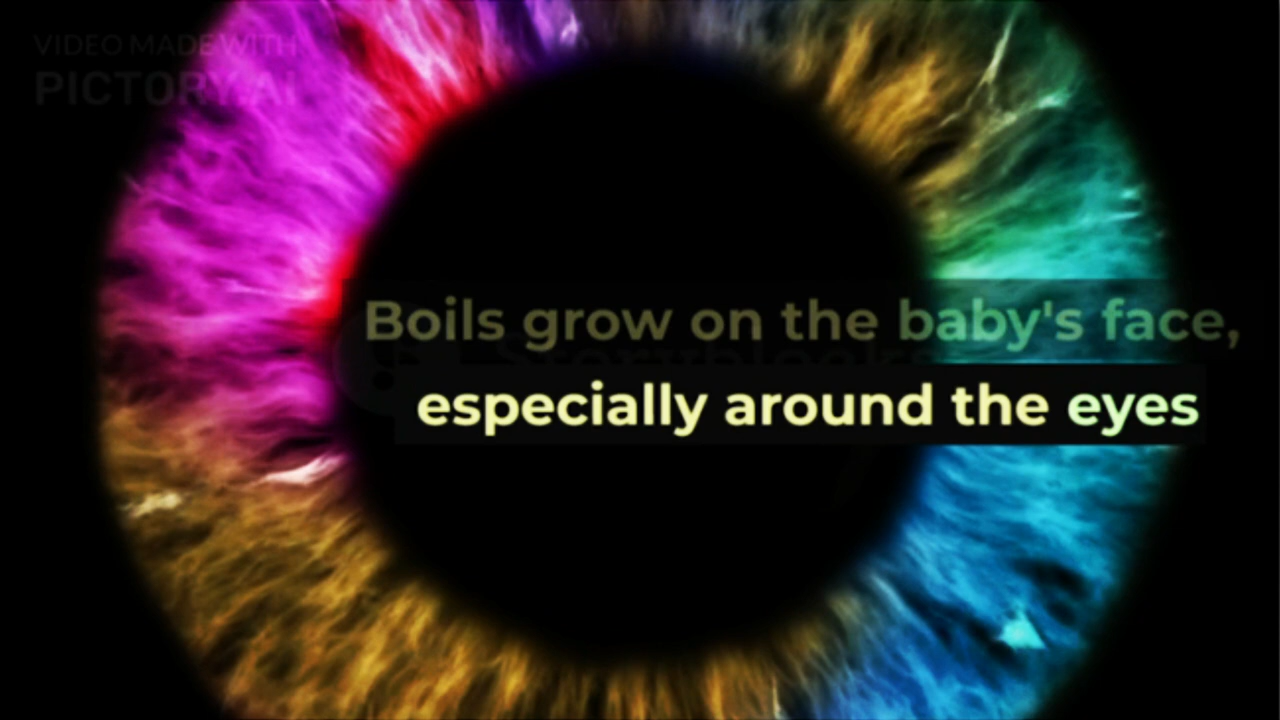 VIDEO MADE WITH
PICTORY.AI
Boils grow on the baby's face,
especially around the eyes